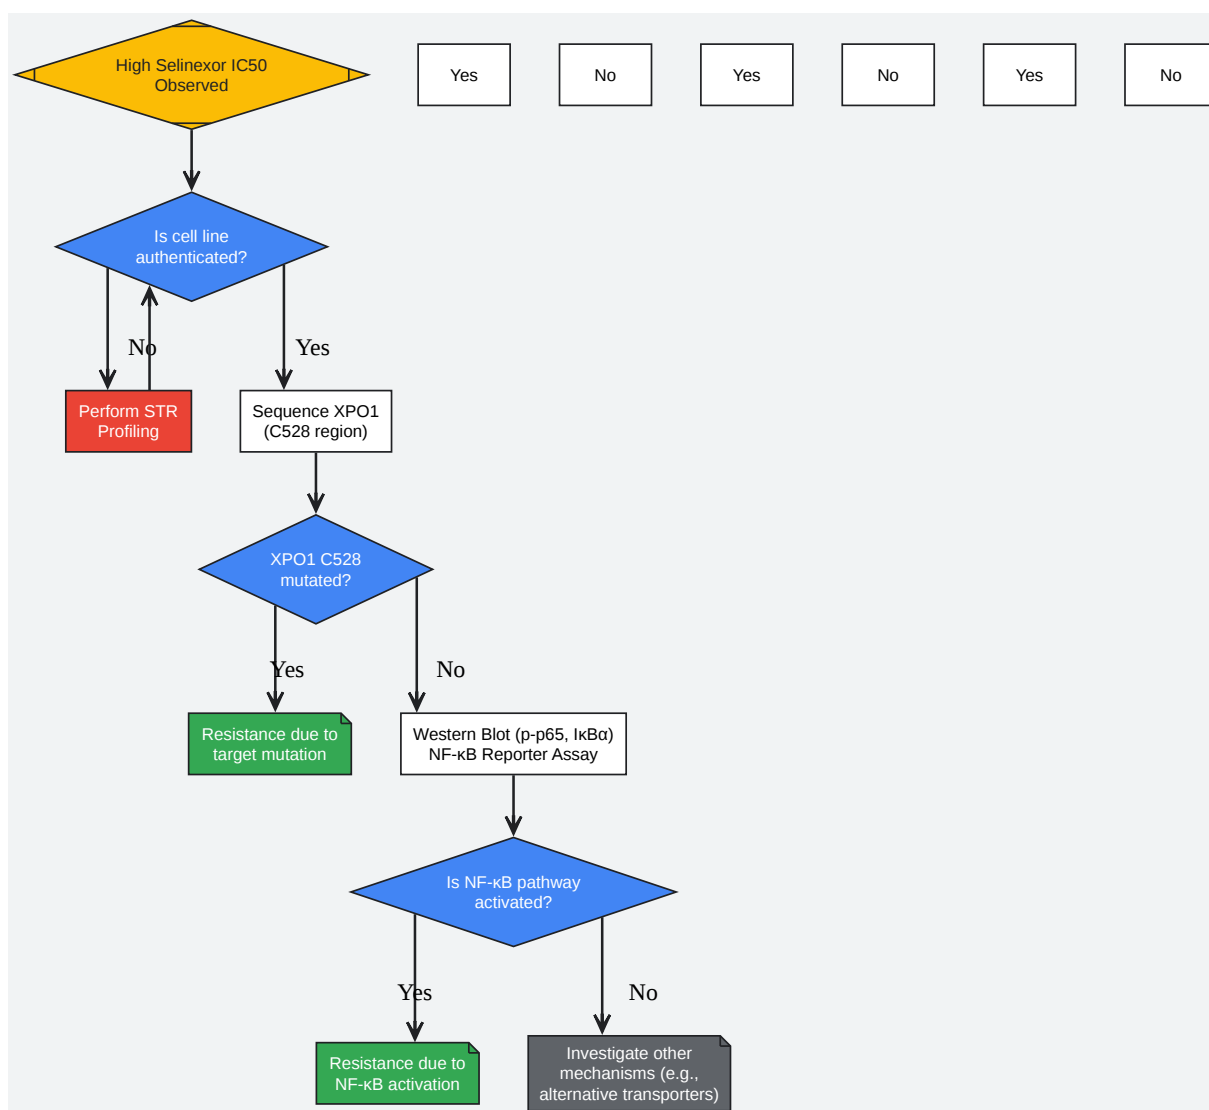 High Selinexor IC50
Observed
Yes
No
Yes
No
Yes
No
Is cell line
authenticated?
No
Yes
Perform STR
Profiling
Sequence XPO1
(C528 region)
XPO1 C528
mutated?
Yes
No
Resistance due to
target mutation
Western Blot (p-p65, IκBα)
NF-κB Reporter Assay
Is NF-κB pathway
activated?
Yes
No
Resistance due to
NF-κB activation
Investigate other
mechanisms (e.g.,
alternative transporters)